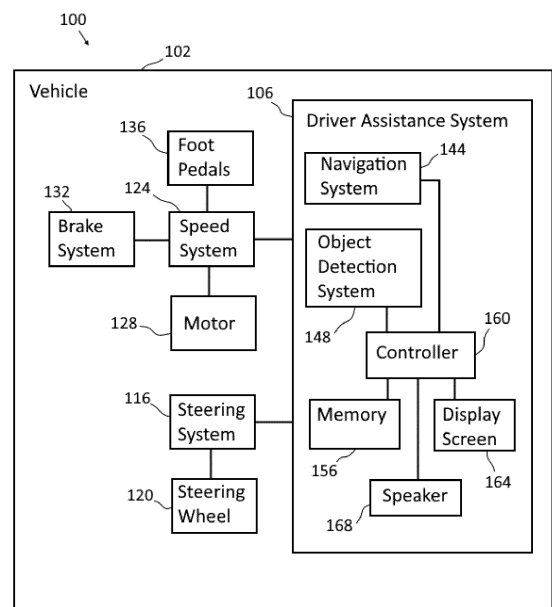 100
102
Vehicle
106
Driver Assistance System
136
Foot
Pedals
Navigation
System
144
132
Brake
System
124
Speed
System
Object
Detection
System
148
128
Motor
160
Controller
116
Steering
System
Memory
156
Display
Screen
164
120
Steering
Wheel
Speaker
168